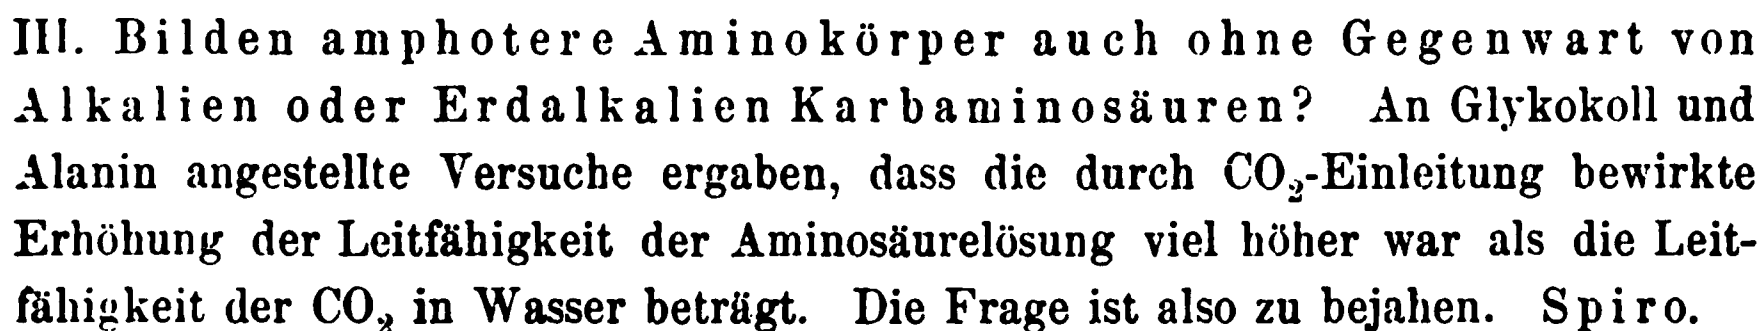 III. Bilden amphotere Aminokörper auch ohne Gegenwart von
Alkalien oder Erdalkalien Karbaminosäuren? An Glykokoll und
Alanin angestellte Versuche ergaben, dass die durch CO₂-Einleitung bewirkte
Erhöhung der Leitfähigkeit der Aminosäurelösung viel höher war als die Leit-
fähigkeit der CO₂ in Wasser beträgt. Die Frage ist also zu bejahen. Spiro.